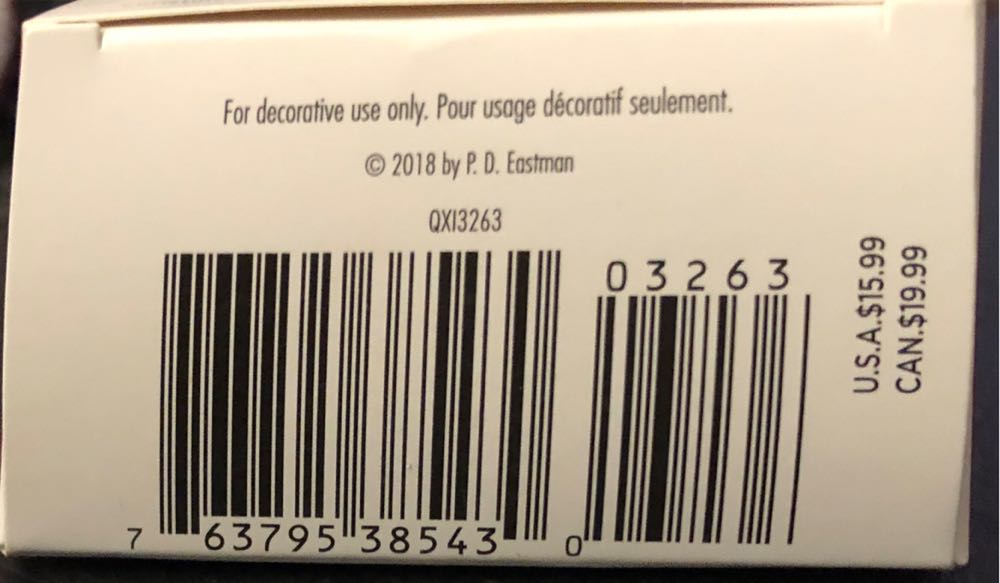 For decorative use only. Pour usage décoratif seulement.
© 2018 by P. D. Eastman
QXI3263
03263
7 63795 38543 0
U.S.A.$15.99
CAN.$19.99